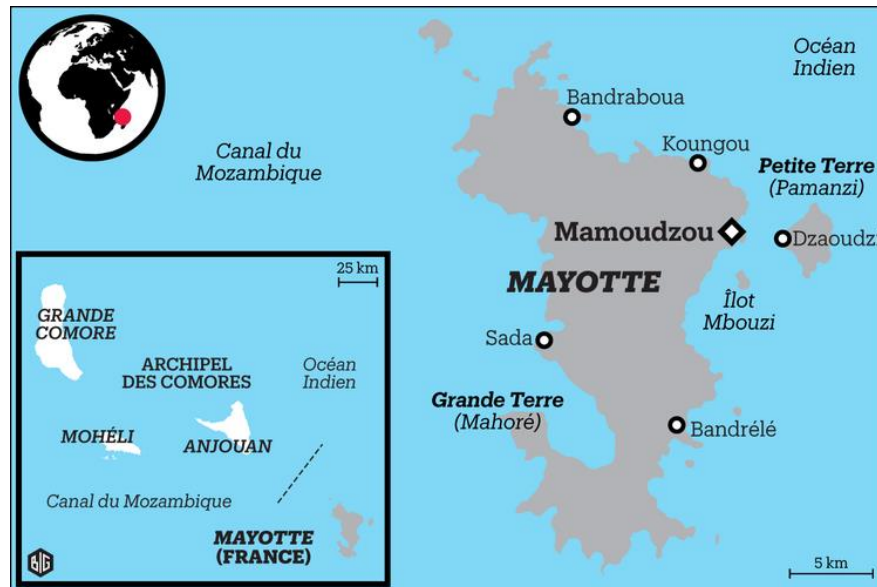 Océan
Indien
Bandraboua
Canal du
Mozambique
Koungou
Petite Terre
(Pamanzi)
Mamoudzou
Dzaoudzi
MAYOTTE
Îlot
Mbouzi
Sada
Grande Terre
(Mahoré)
Bandrélé
5 km
25 km
GRANDE
COMORE
ARCHIPEL
DES COMORES
Océan
Indien
MOHÉLI
ANJOUAN
Canal du Mozambique
MAYOTTE
(FRANCE)